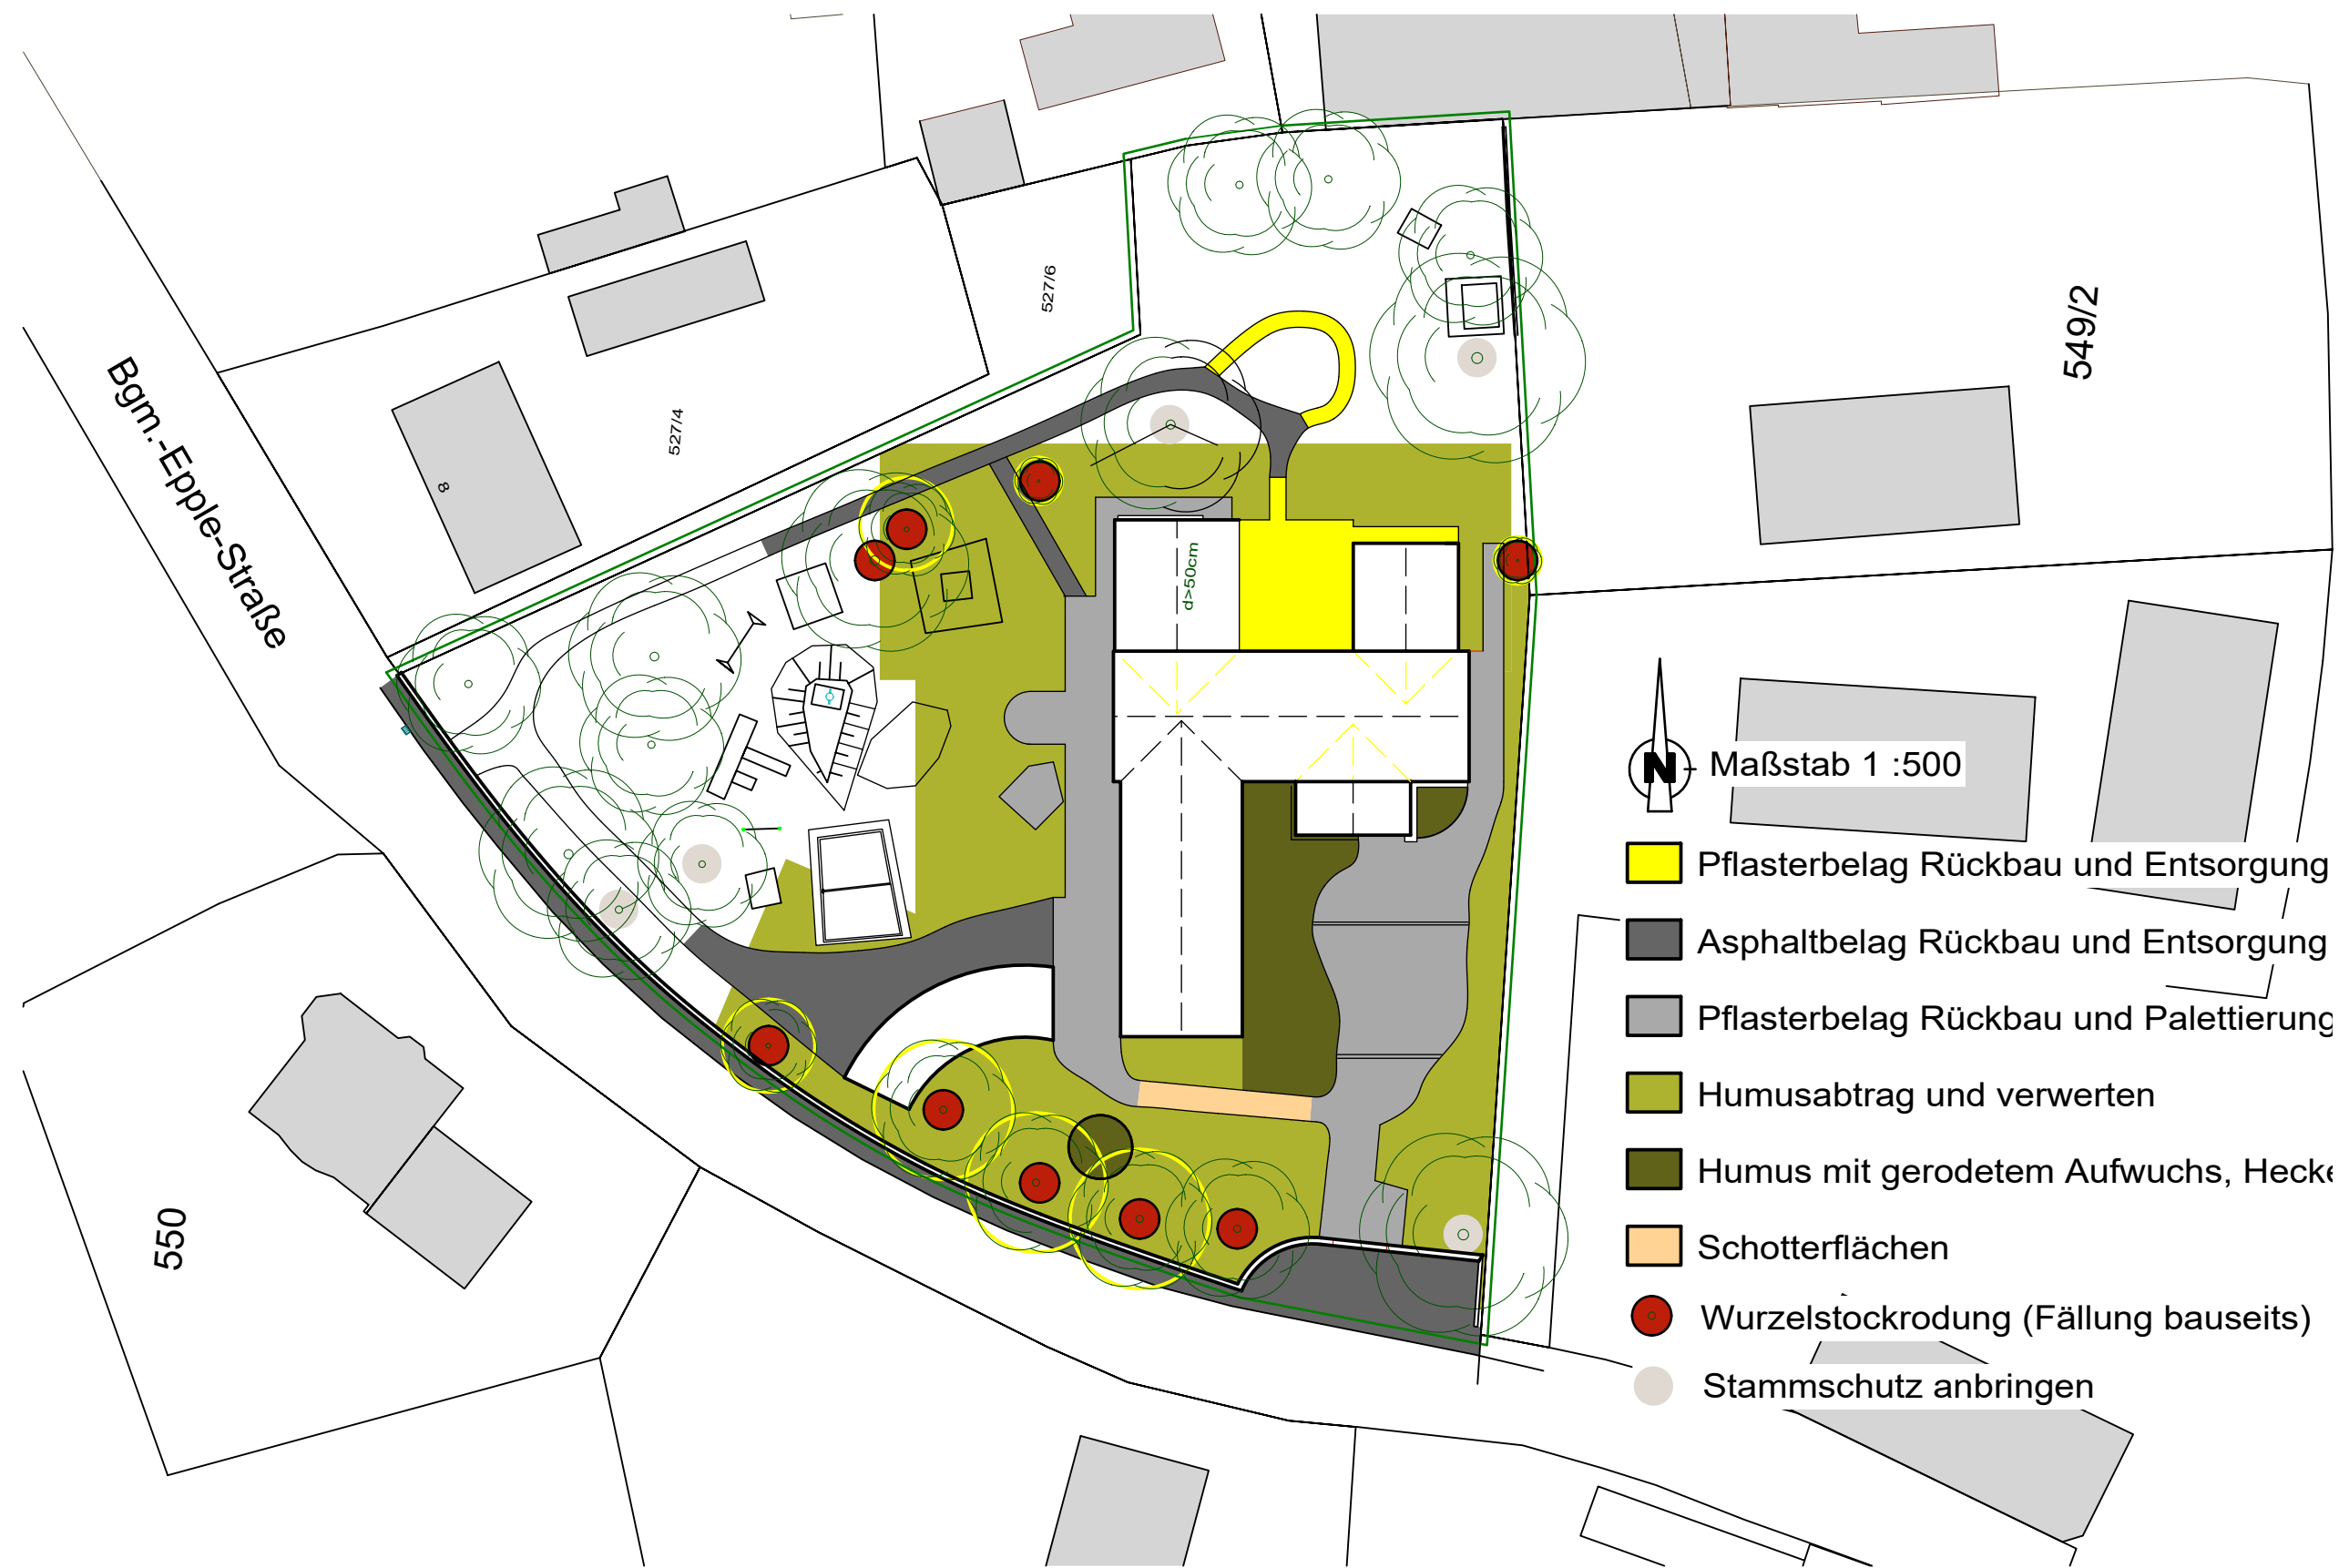 Bgm.-Epple-Straße
8
527/4
527/6
549/2
d>50cm
550
N
Maßstab 1 :500
Pflasterbelag Rückbau und Entsorgung
Asphaltbelag Rückbau und Entsorgung
Pflasterbelag Rückbau und Palettierung
Humusabtrag und verwerten
Humus mit gerodetem Aufwuchs, Hecke
Schotterflächen
Wurzelstockrodung (Fällung bauseits)
Stammschutz anbringen